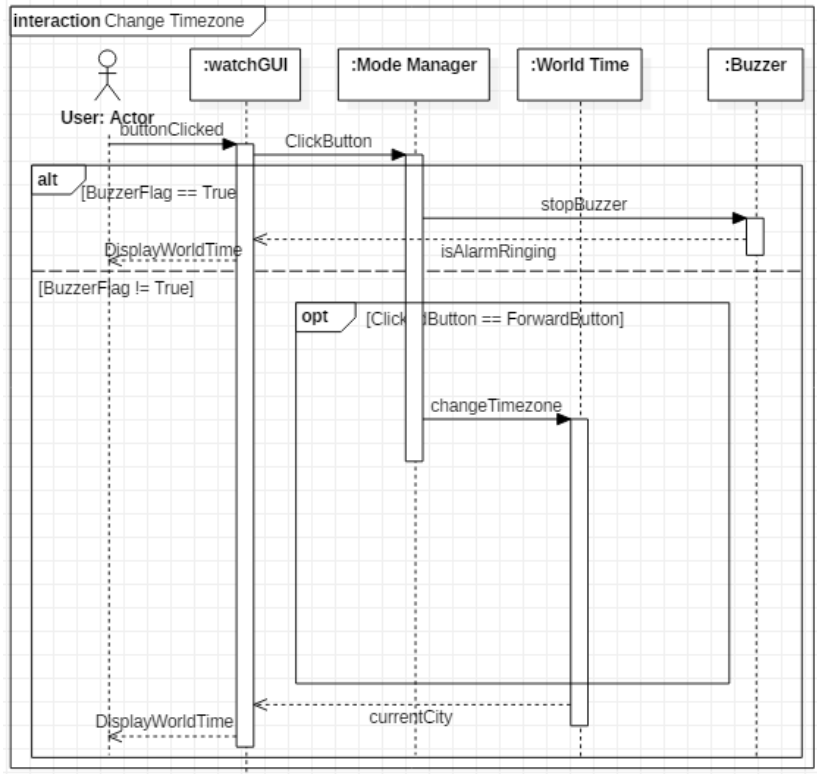 interaction Change Timezone
:watchGUI
:Mode Manager
:World Time
:Buzzer
User: Actor
buttonClicked
ClickButton
alt
[BuzzerFlag == True
stopBuzzer
isAlarmRinging
DisplayWorldTime
[BuzzerFlag != True]
opt
[ClickedButton == ForwardButton]
changeTimezone
currentCity
DisplayWorldTime